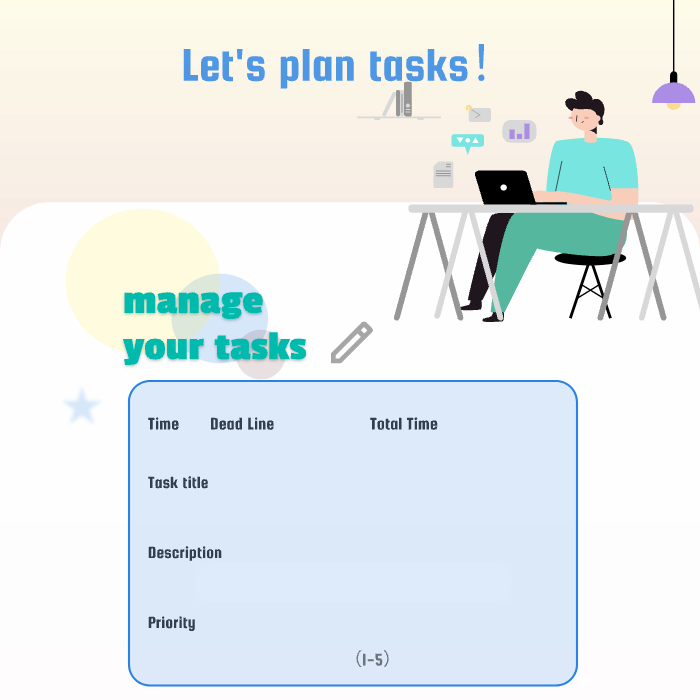 Let's plan tasks!
manage
your tasks
Time Dead Line Total Time
Task title
Description
Priority
(1-5)